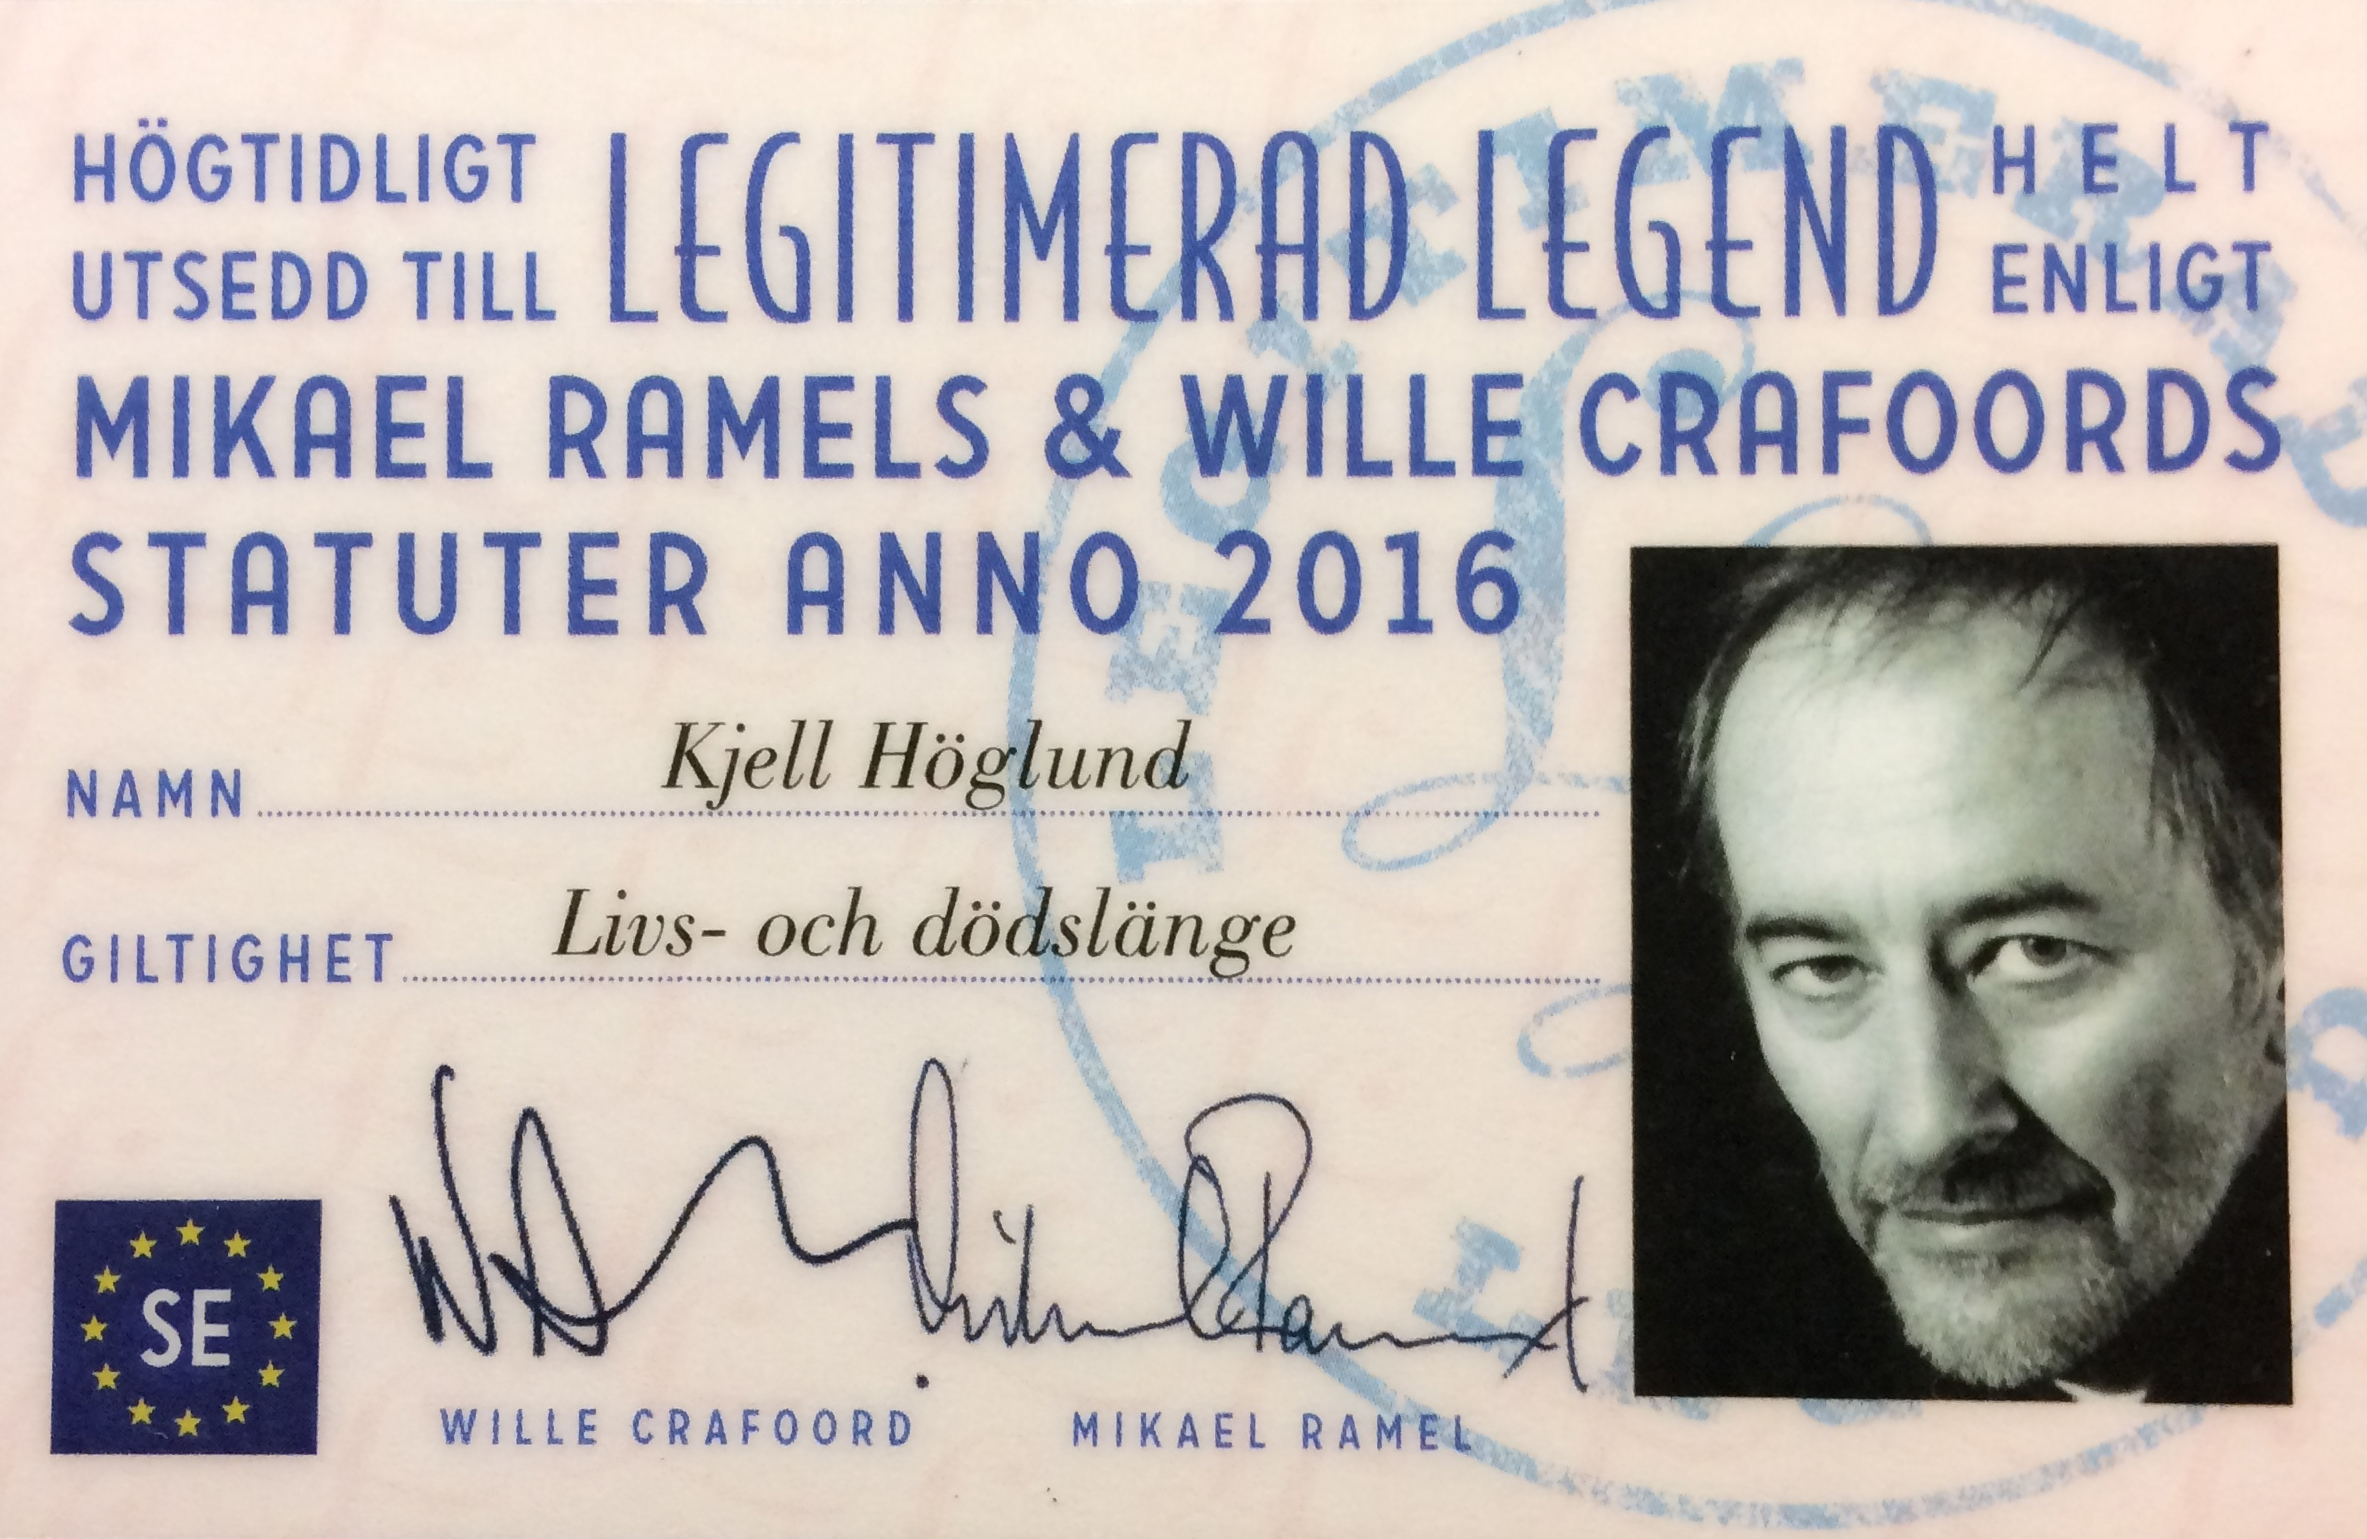 HÖGTIDLIGT
UTSEDD TILL
LEGITIMERAD LEGEND
HELT
ENLIGT
MIKAEL RAMELS & WILLE CRAFOORDS
STATUTER ANNO 2016
NAMN Kjell Höglund
GILTIGHET Livs- och dödslänge
SE
WILLE CRAFOORD MIKAEL RAMEL